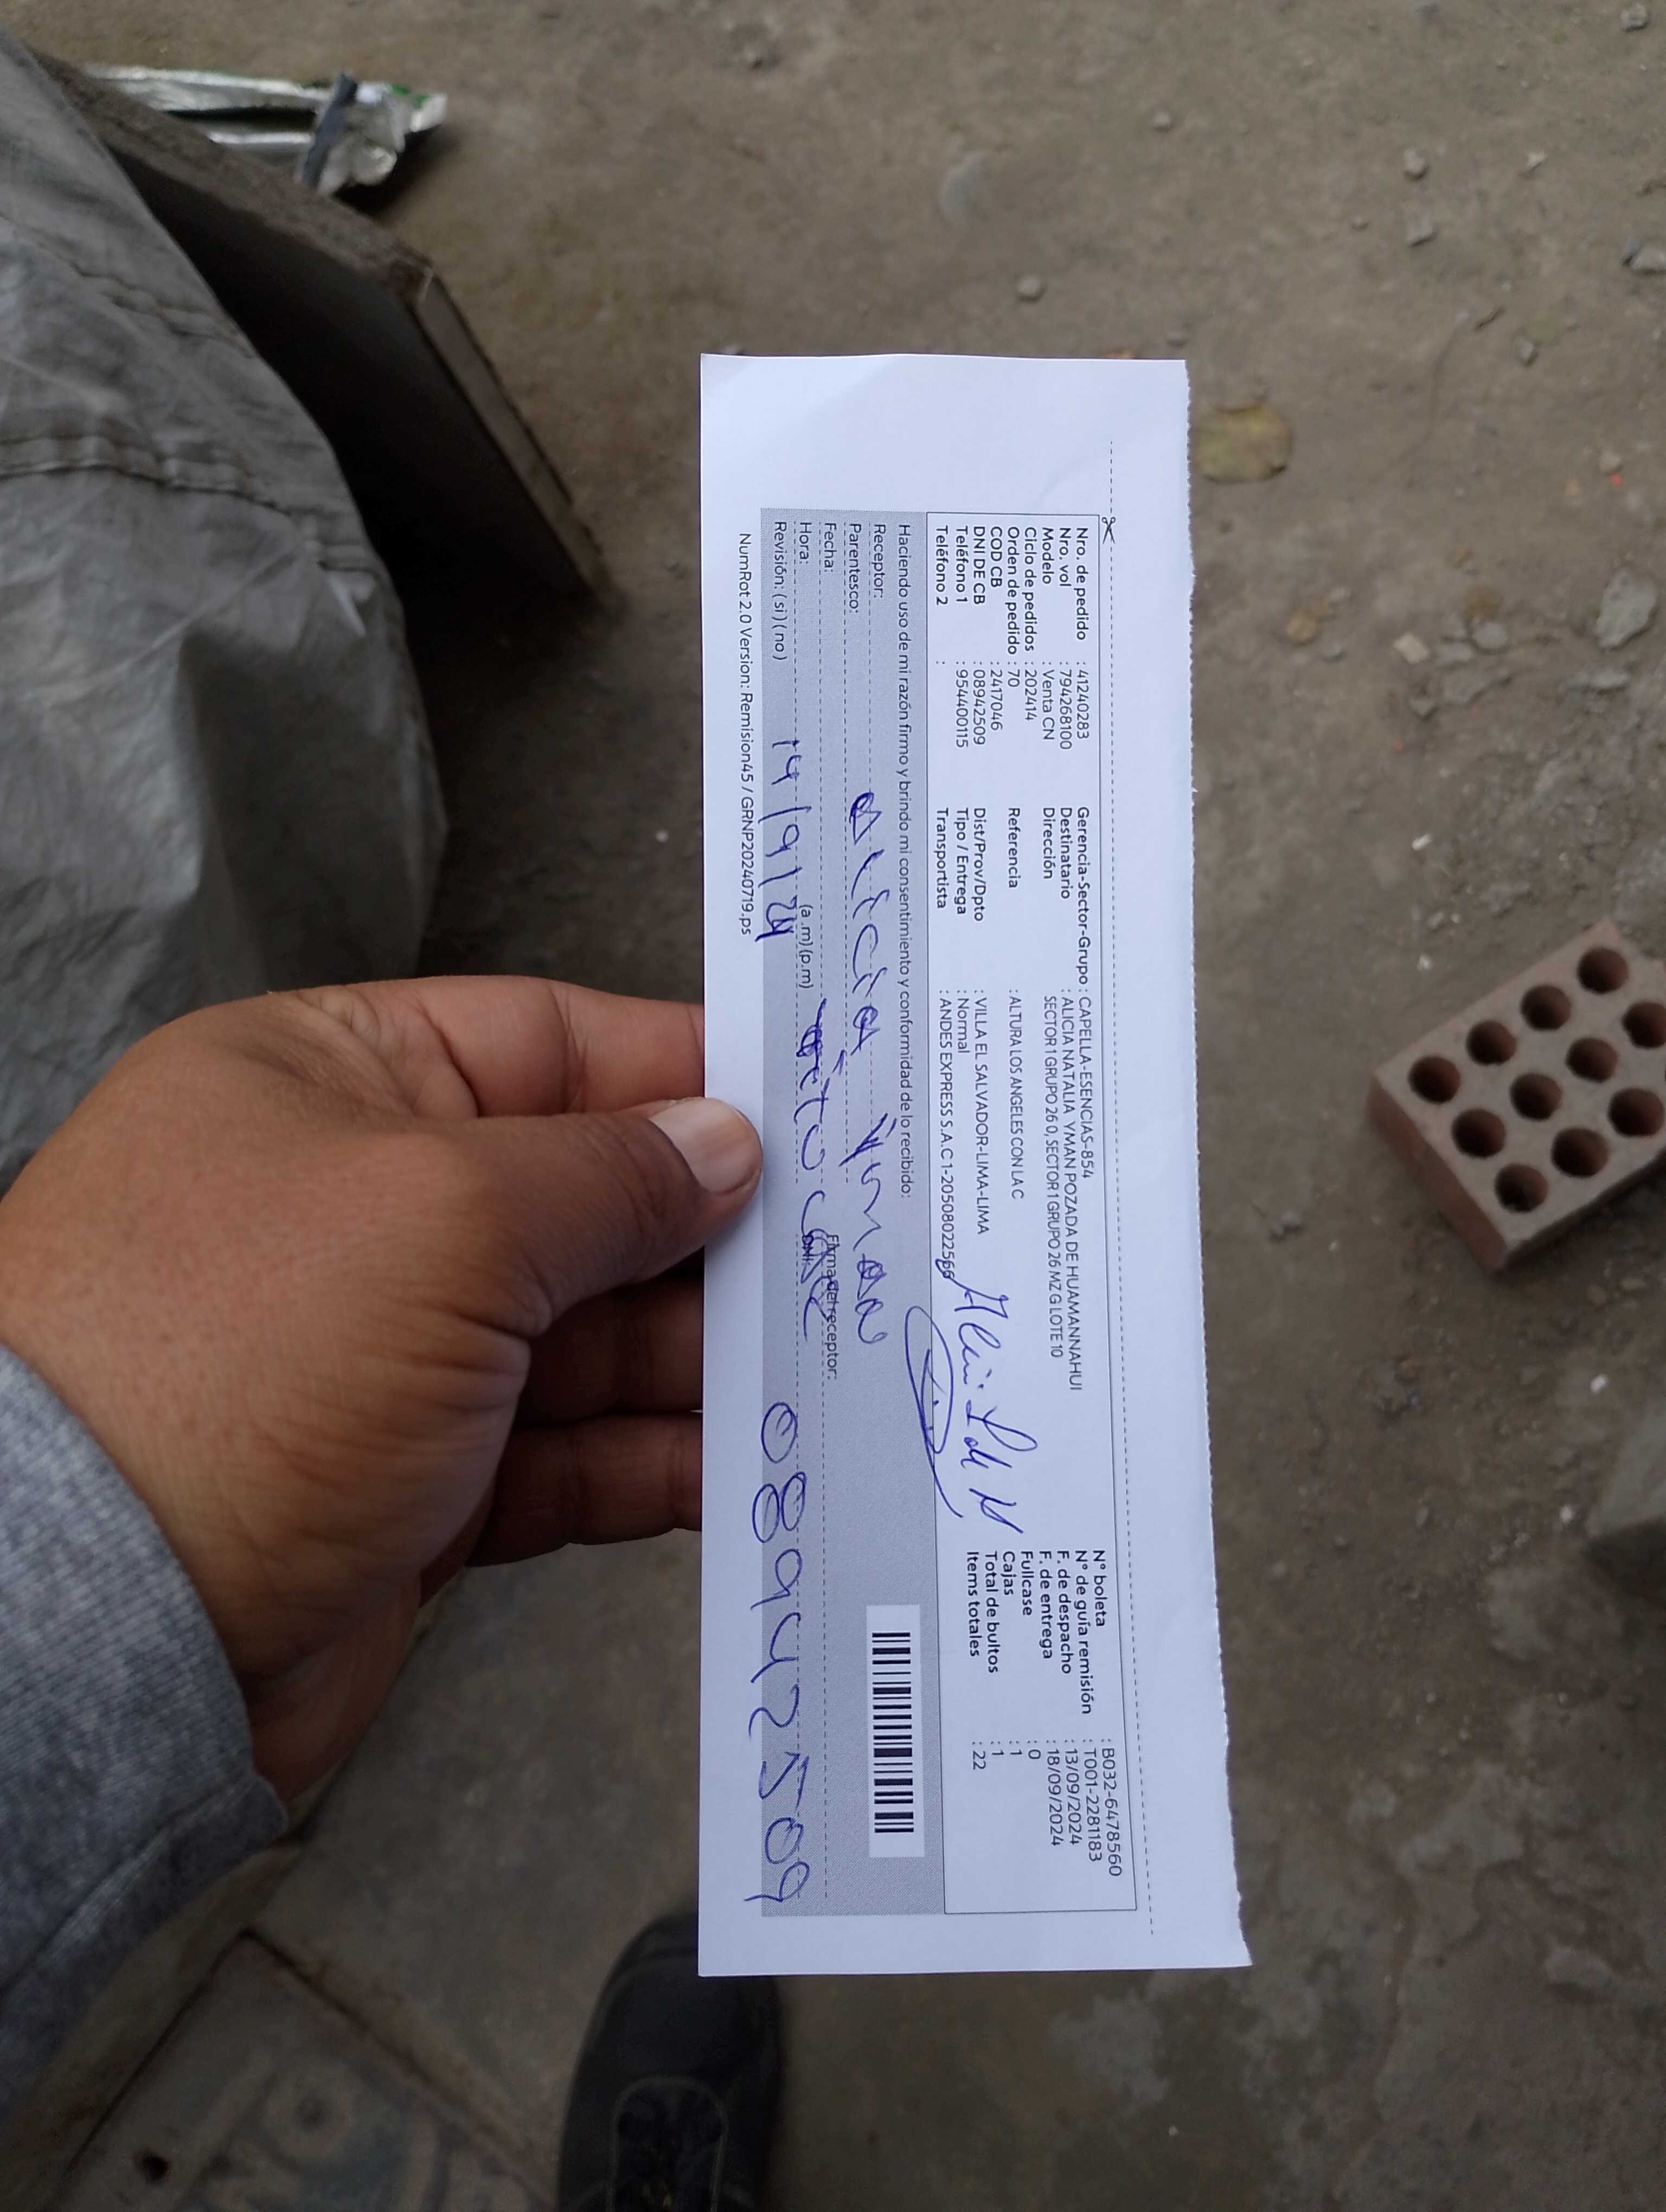 Nro. de pedido : 41240283
Nro. vol : 794268100
Modelo : Venta CN
Ciclo de pedidos : 202414
Orden de pedido : 70
COD CB : 2417046
DNI DE CB : 08942509
Teléfono 1 : 954400115
Teléfono 2 :
Gerencia-Sector-Grupo : CAPELLA-ESENCIAS-854
Destinatario : ALICIA NATALIA YMAN POZADA DE HUAMANNAHUI
Dirección SECTOR 1 GRUPO 26 0, SECTOR 1 GRUPO 26 MZ G LOTE 10
Referencia : ALTURA LOS ANGELES CON LA C
Dist/Prov/Dpto : VILLA EL SALVADOR-LIMA-LIMA
Tipo / Entrega : Normal
Transportista : ANDES EXPRESS S.A.C 1-20508022566
N° boleta : B032-6478560
N° de guía remisión : T001-2281183
F. de despacho : 13/09/2024
F. de entrega : 18/09/2024
Fullcase : 0
Cajas : 1
Total de bultos : 1
Items totales : 22
Haciendo uso de mi razón firmo y brindo mi consentimiento y conformidad de lo recibido:
Receptor: Alicia Yman
Parentesco:
Fecha:
Hora: (a.m)(p.m)
Firma del receptor:
DNI:
Revisión: (si) (no) 14/9/24
08942509
NumRot 2.0 Version: Remision45 / GRNP20240719.ps